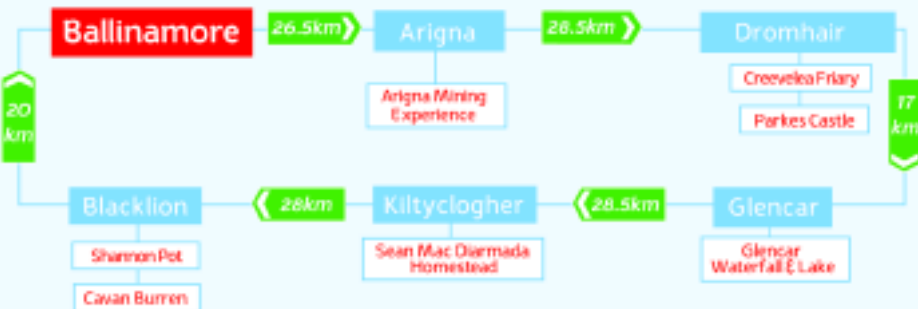 Ballinamore
26.5km
Arigna
28.5km
Dromhair
Arigna Mining
Experience
Creevelea Friary
Parkes Castle
20
km
17
km
Blacklion
28km
Kiltyclogher
28.5km
Glencar
Shannon Pot
Cavan Burren
Sean Mac Diarmada
Homestead
Glencar
Waterfall & Lake